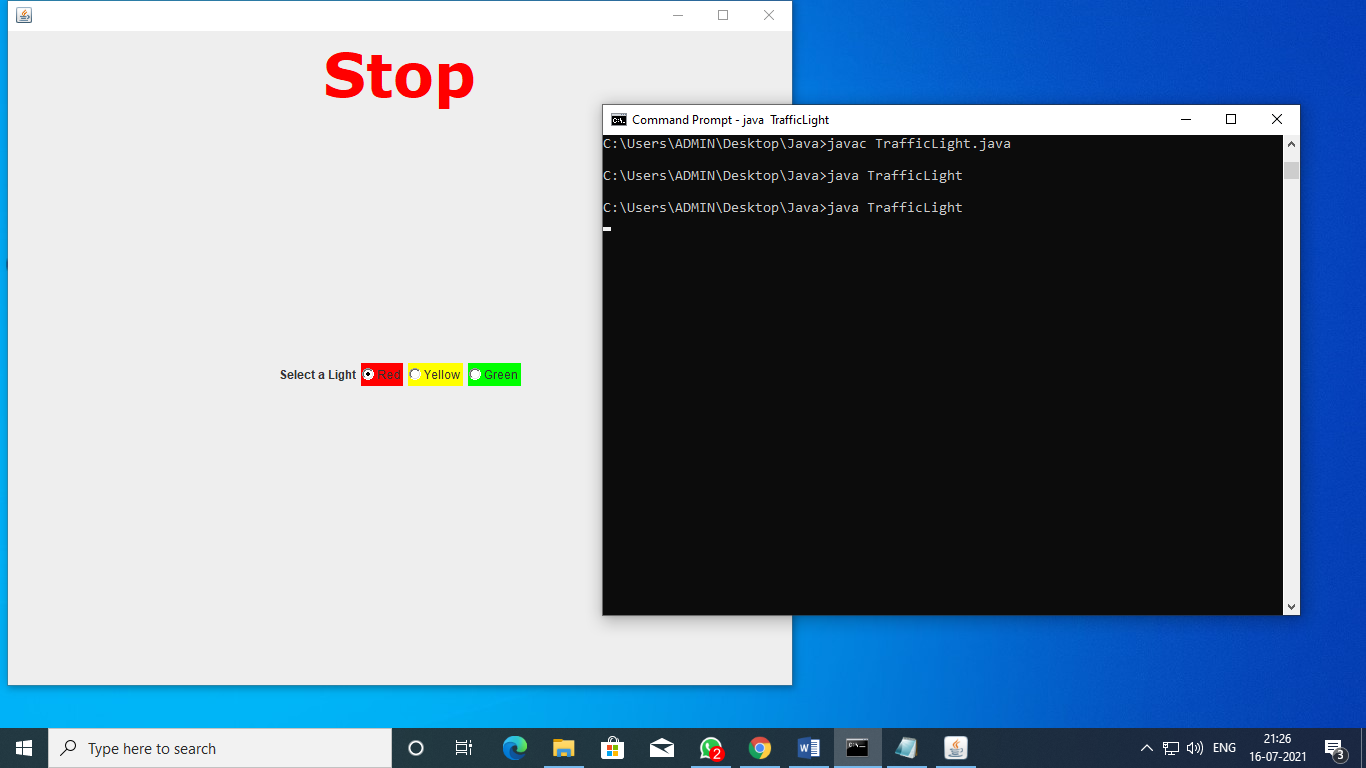 Stop
Select a Light Red Yellow Green
Command Prompt - java  TrafficLight
C:\Users\ADMIN\Desktop\Java>javac TrafficLight.java
C:\Users\ADMIN\Desktop\Java>java TrafficLight
C:\Users\ADMIN\Desktop\Java>java TrafficLight
Type here to search
2
ENG
21:26
16-07-2021
3